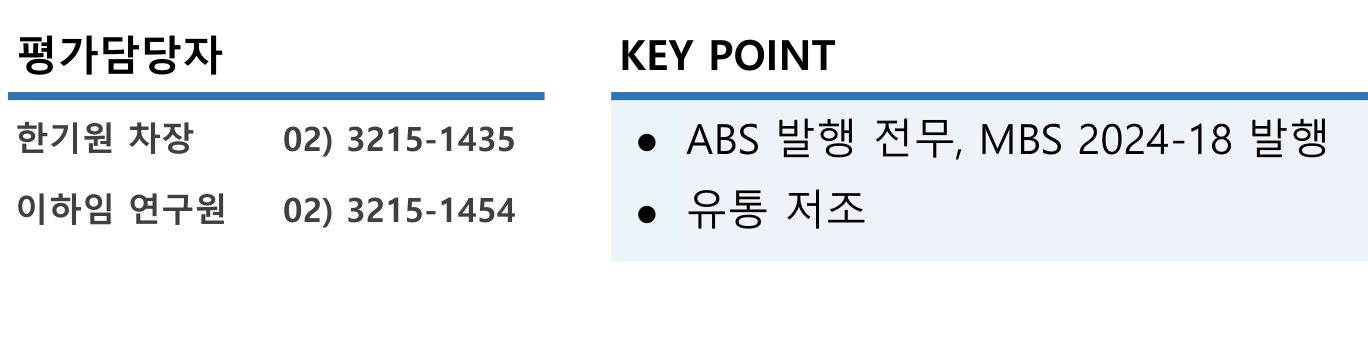 평가담당자
한기원 차장 02) 3215-1435
이하임 연구원 02) 3215-1454
KEY POINT
● ABS 발행 전무, MBS 2024-18 발행
● 유통 저조